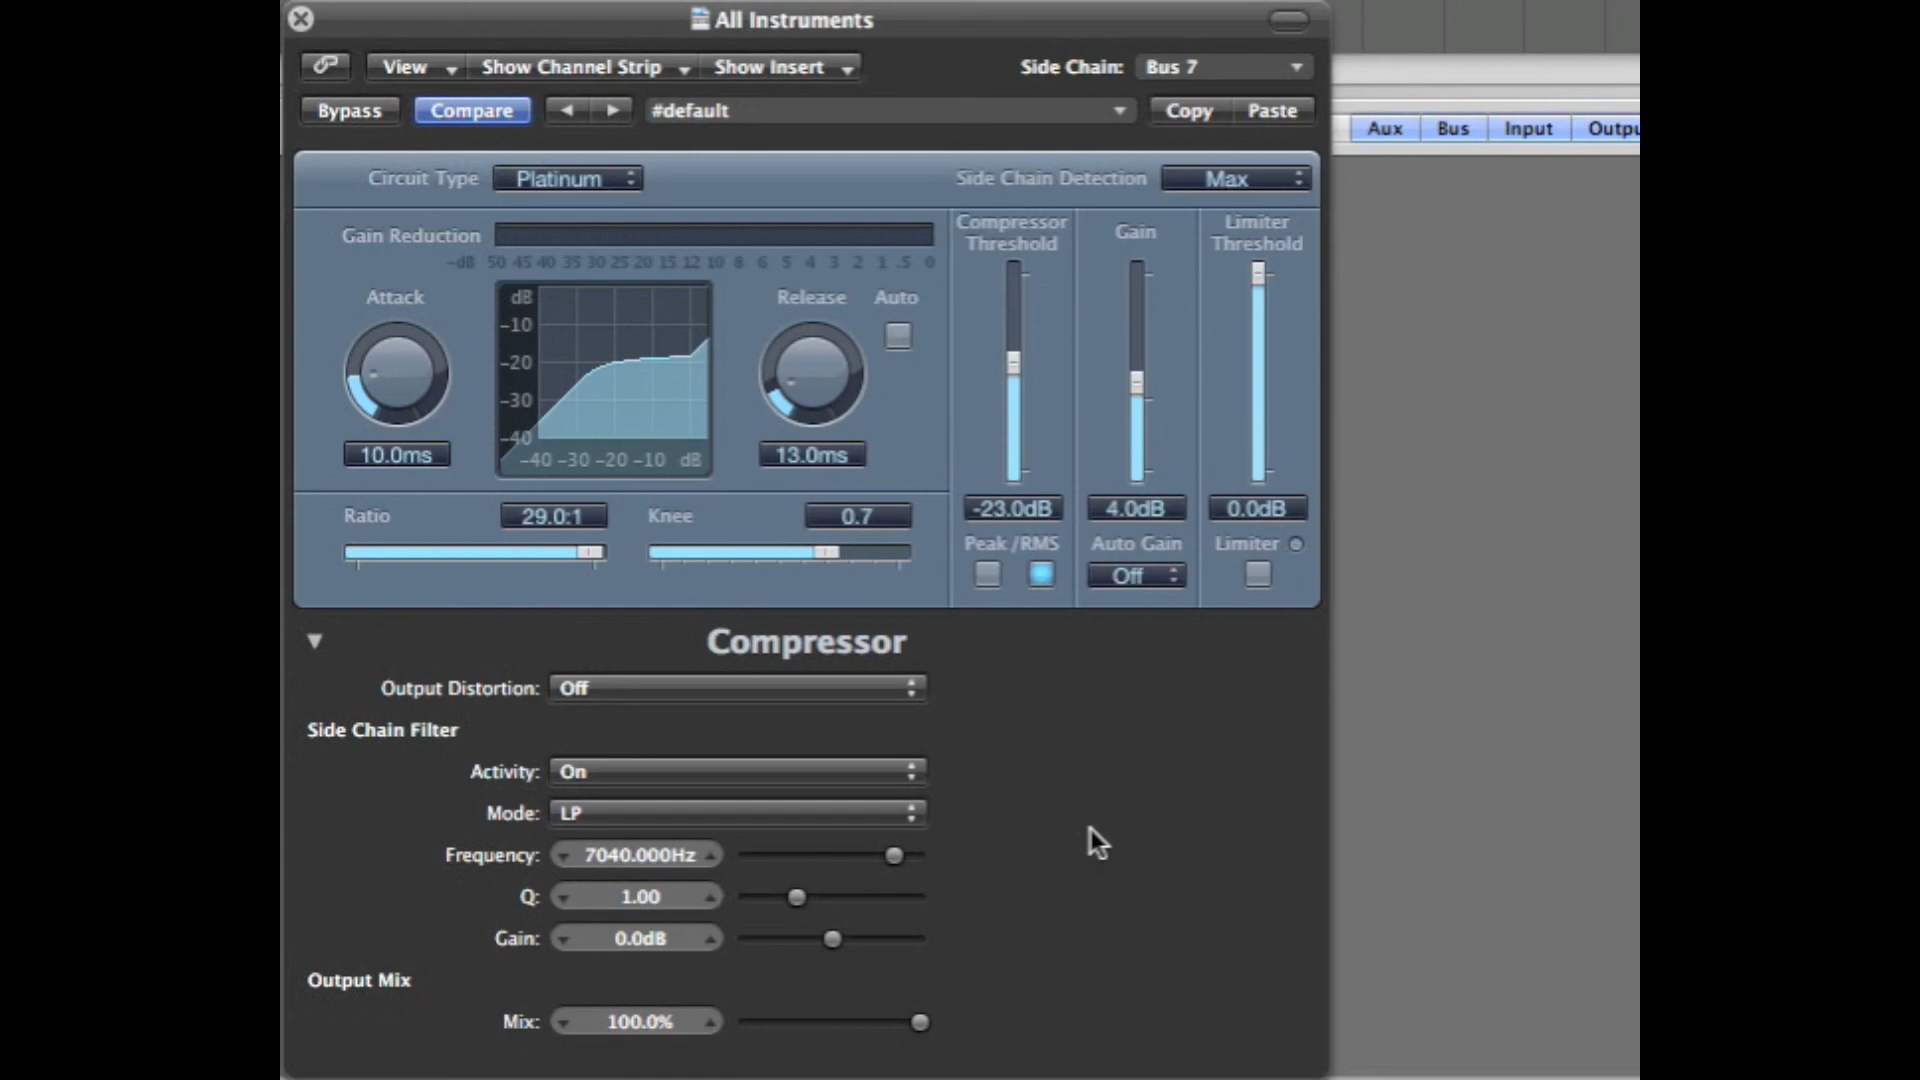 All Instruments
View Show Channel Strip Show Insert Side Chain: Bus 7
Bypass Compare #default Copy Paste
Aux Bus Input Outpu
Circuit Type Platinum Side Chain Detection Max
Gain Reduction
-dB 50 45 40 35 30 25 20 15 12 10 8 6 5 4 3 2 1 .5 0
Compressor Threshold
Gain
Limiter Threshold
Attack
10.0ms
dB
-10
-20
-30
-40
-40 -30 -20 -10 dB
Release Auto
13.0ms
Ratio 29.0:1 Knee 0.7
-23.0dB 4.0dB 0.0dB
Peak /RMS Auto Gain Limiter
Off
Compressor
Output Distortion: Off
Side Chain Filter
Activity: On
Mode: LP
Frequency: 7040.000Hz
Q: 1.00
Gain: 0.0dB
Output Mix
Mix: 100.0%